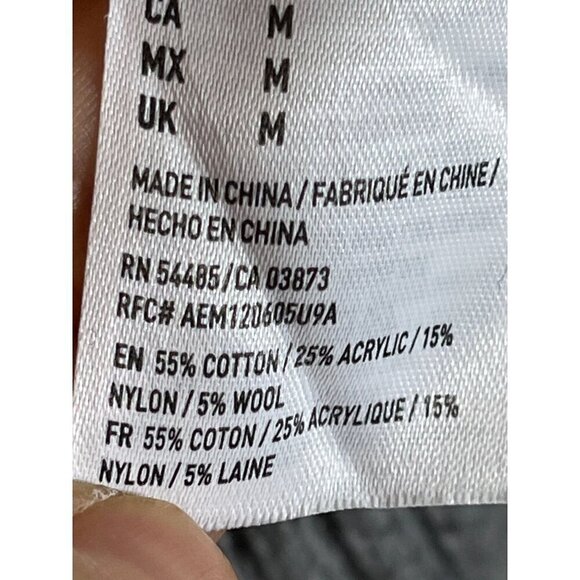 CA M
MX M
UK M
MADE IN CHINA / FABRIQUÉ EN CHINE /
HECHO EN CHINA
RN 54485 / CA 03873
RFC# AEM120605U9A
EN 55% COTTON / 25% ACRYLIC / 15%
NYLON / 5% WOOL
FR 55% COTON / 25% ACRYLIQUE / 15%
NYLON / 5% LAINE